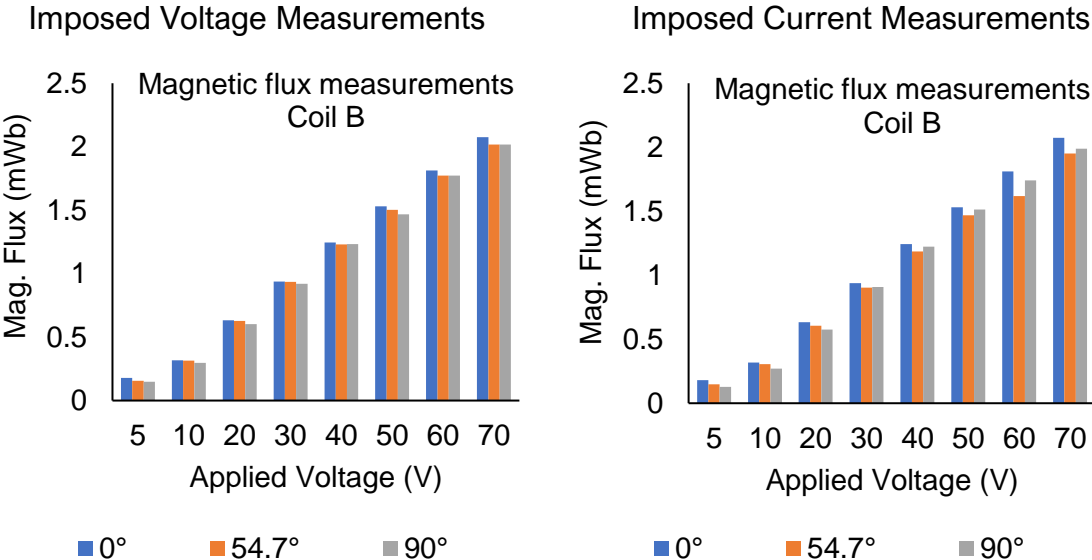 Imposed Voltage Measurements
Magnetic flux measurements
Coil B
Mag. Flux (mWb)
2.5
2
1.5
1
0.5
0
5 10 20 30 40 50 60 70
Applied Voltage (V)
0° 54.7° 90°
Imposed Current Measurements
Magnetic flux measurements
Coil B
Mag. Flux (mWb)
2.5
2
1.5
1
0.5
0
5 10 20 30 40 50 60 70
Applied Voltage (V)
0° 54.7° 90°